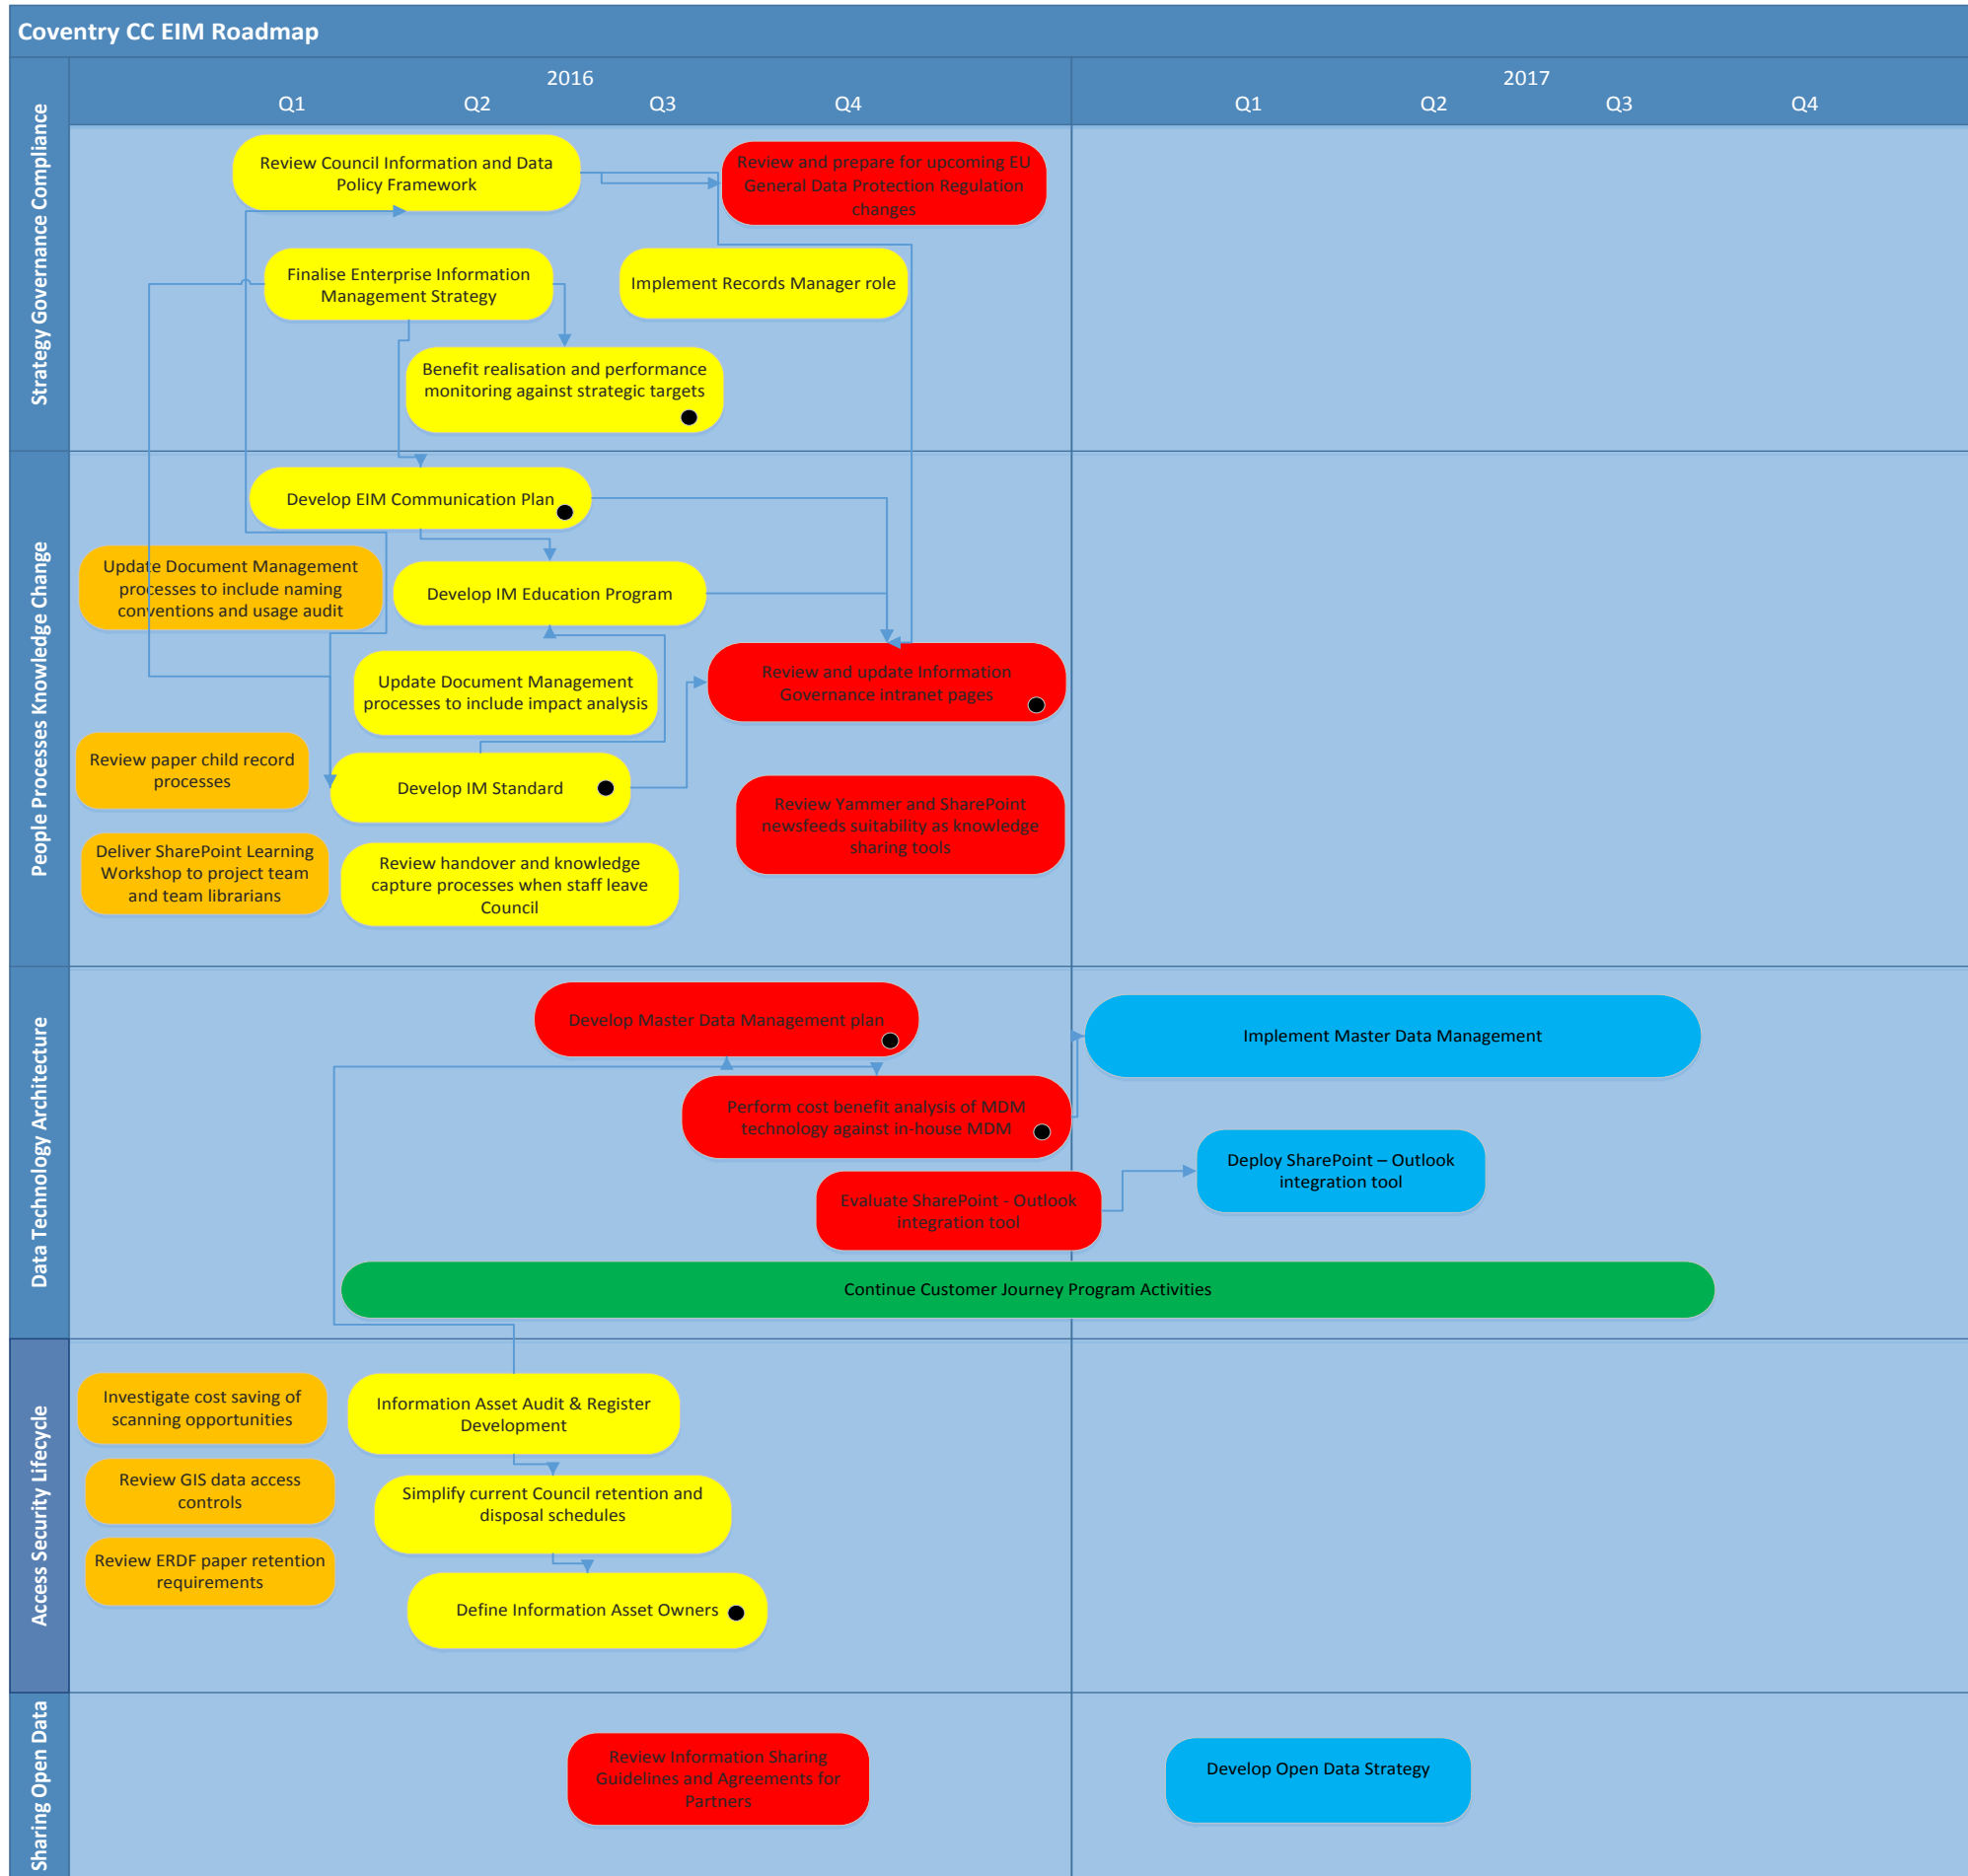 Coventry CC EIM Roadmap
2016
Q1 Q2 Q3 Q4
2017
Q1 Q2 Q3 Q4
Strategy Governance Compliance
Review Council Information and Data
Policy Framework
Review and prepare for upcoming EU
General Data Protection Regulation
changes
Finalise Enterprise Information
Management Strategy
Implement Records Manager role
Benefit realisation and performance
monitoring against strategic targets
People Processes Knowledge Change
Develop EIM Communication Plan
Update Document Management
processes to include naming
conventions and usage audit
Develop IM Education Program
Update Document Management
processes to include impact analysis
Review and update Information
Governance intranet pages
Review paper child record
processes
Develop IM Standard
Review Yammer and SharePoint
newsfeeds suitability as knowledge
sharing tools
Deliver SharePoint Learning
Workshop to project team
and team librarians
Review handover and knowledge
capture processes when staff leave
Council
Data Technology Architecture
Develop Master Data Management plan
Implement Master Data Management
Perform cost benefit analysis of MDM
technology against in-house MDM
Deploy SharePoint – Outlook
integration tool
Evaluate SharePoint - Outlook
integration tool
Continue Customer Journey Program Activities
Access Security Lifecycle
Investigate cost saving of
scanning opportunities
Information Asset Audit & Register
Development
Review GIS data access
controls
Simplify current Council retention and
disposal schedules
Review ERDF paper retention
requirements
Define Information Asset Owners
Sharing Open Data
Review Information Sharing
Guidelines and Agreements for
Partners
Develop Open Data Strategy